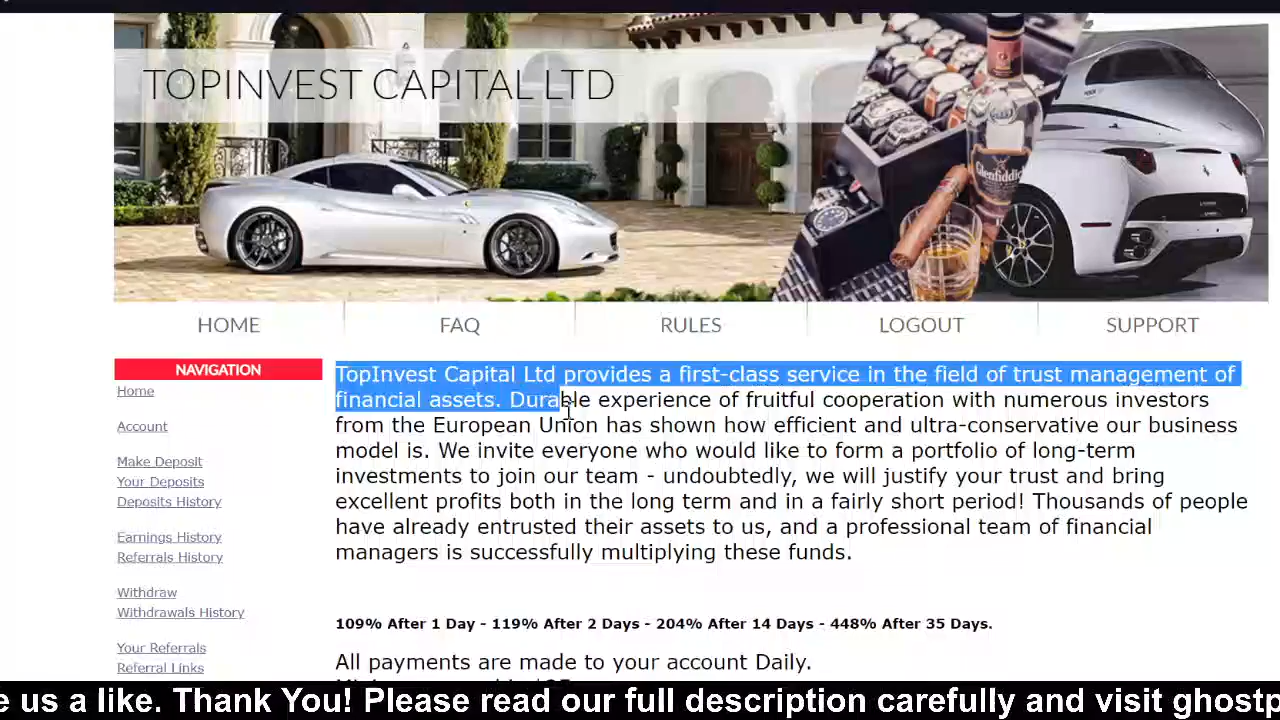 TOPINVEST CAPITAL LTD
Glenfiddich
HOME FAQ RULES LOGOUT SUPPORT
NAVIGATION
Home
Account
Make Deposit
Your Deposits
Deposits History
Earnings History
Referrals History
Withdraw
Withdrawals History
Your Referrals
Referral Links
TopInvest Capital Ltd provides a first-class service in the field of trust management of
financial assets. Durable experience of fruitful cooperation with numerous investors
from the European Union has shown how efficient and ultra-conservative our business
model is. We invite everyone who would like to form a portfolio of long-term
investments to join our team - undoubtedly, we will justify your trust and bring
excellent profits both in the long term and in a fairly short period! Thousands of people
have already entrusted their assets to us, and a professional team of financial
managers is successfully multiplying these funds.
109% After 1 Day - 119% After 2 Days - 204% After 14 Days - 448% After 35 Days.
All payments are made to your account Daily.
e us a like. Thank You! Please read our full description carefully and visit ghostp